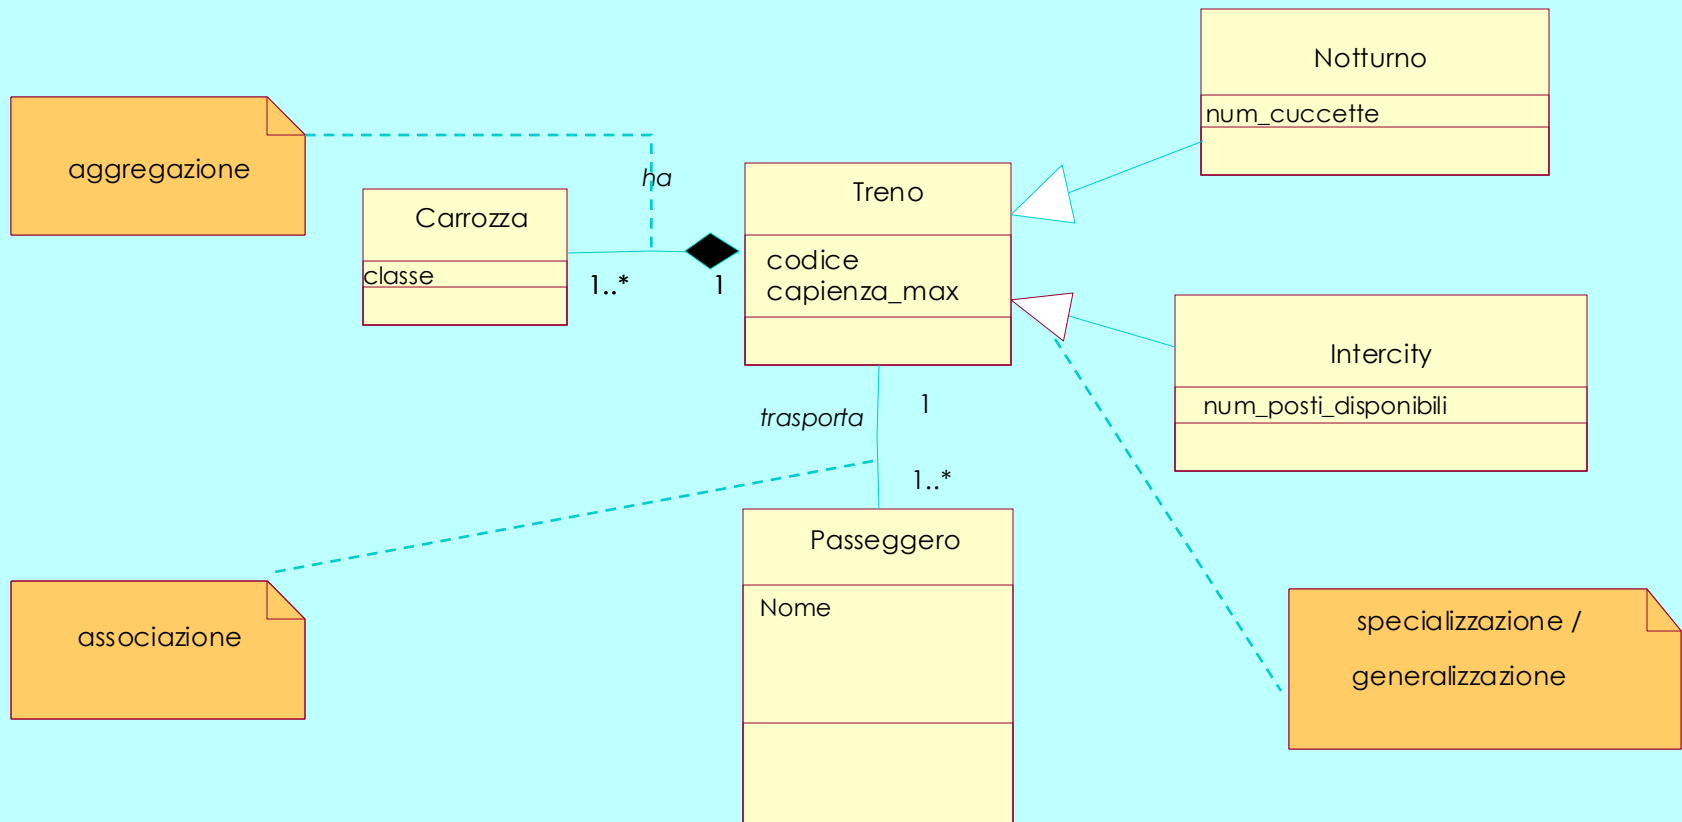 Notturno
num_cuccette
aggregazione
ha
Treno
Carrozza
codice
classe
1..*
1
capienza_max
Intercity
num_posti_disponibili
1
trasporta
1..*
Passeggero
Nome
associazione
specializzazione /
generalizzazione